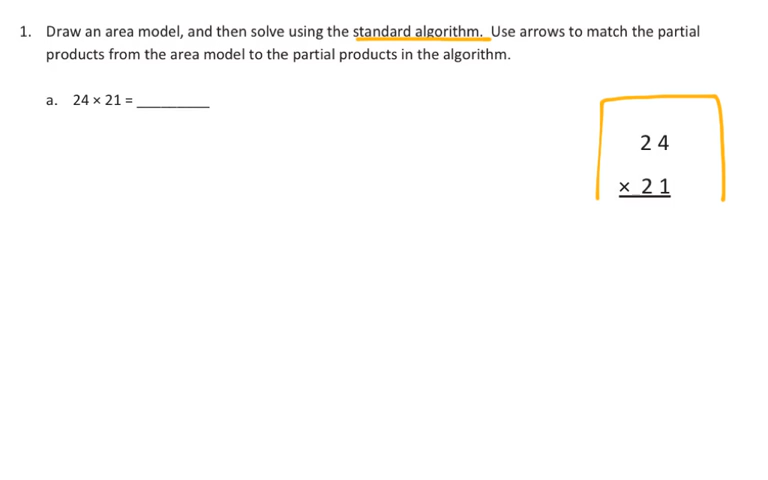 1. Draw an area model, and then solve using the standard algorithm. Use arrows to match the partial
products from the area model to the partial products in the algorithm.
a. 24 × 21 = _________
2 4
× 2 1